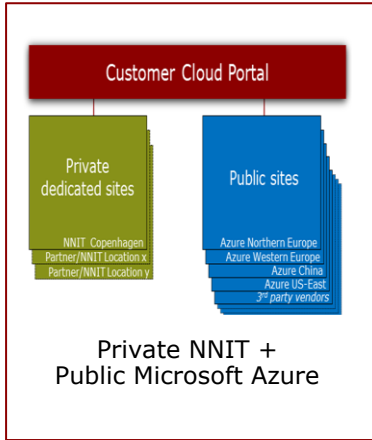 Customer Cloud Portal
Private
dedicated sites
NNIT Copenhagen
Partner/NNIT Location x
Partner/NNIT Location y
Public sites
Azure Northern Europe
Azure Western Europe
Azure China
Azure US-East
3rd party vendors
Private NNIT +
Public Microsoft Azure